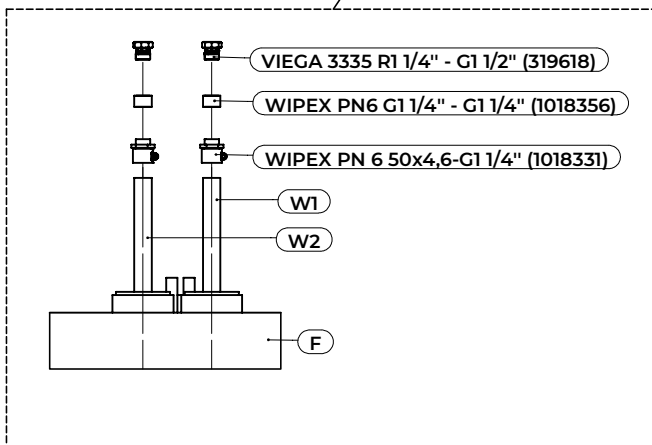 VIEGA 3335 R1 1/4" - G1 1/2" (319618)
WIPEX PN6 G1 1/4" - G1 1/4" (1018356)
WIPEX PN 6 50x4,6-G1 1/4" (1018331)
W1
W2
F